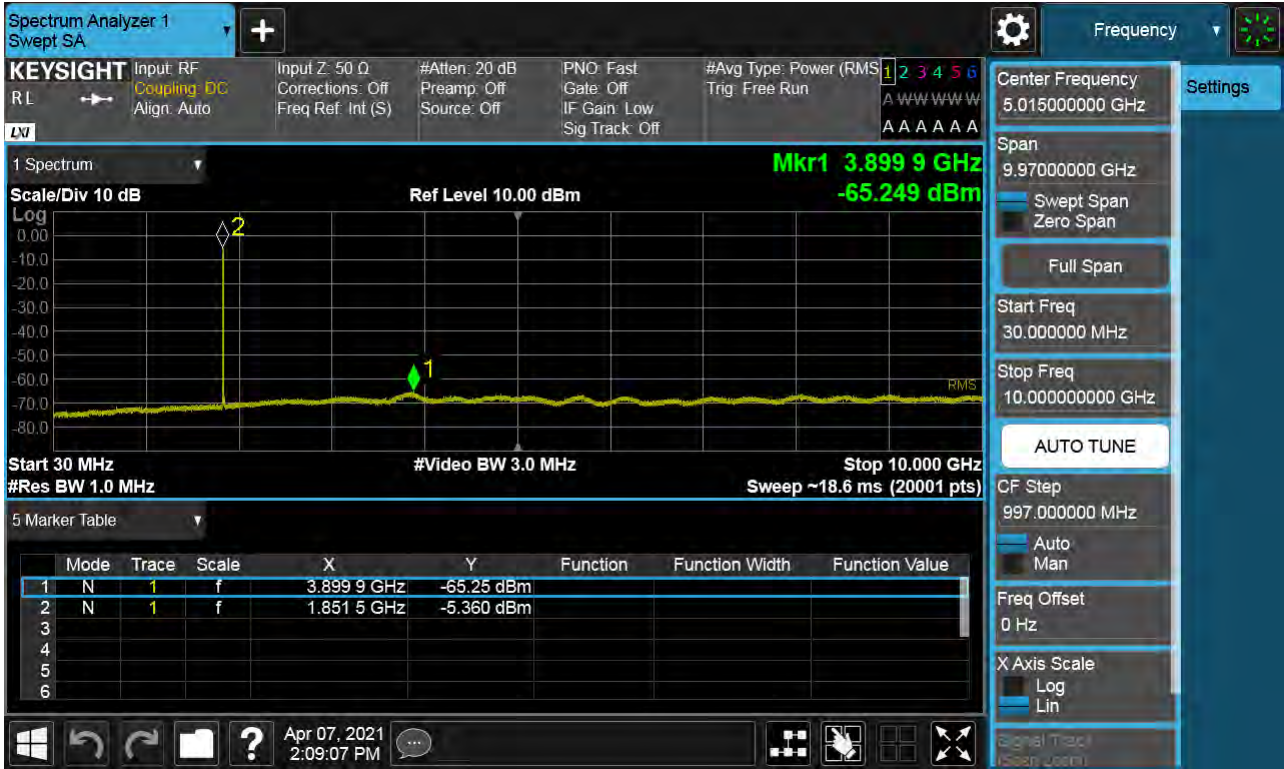 Spectrum Analyzer 1
Swept SA
+
Frequency
KEYSIGHT
R L
LXI
Input: RF
Coupling: DC
Align: Auto
Input Z: 50 Ω
Corrections: Off
Freq Ref: Int (S)
#Atten: 20 dB
Preamp: Off
Source: Off
PNO: Fast
Gate: Off
IF Gain: Low
Sig Track: Off
#Avg Type: Power (RMS
Trig: Free Run
1 2 3 4 5 6
A W W W W W
A A A A A A
Settings
1 Spectrum
Mkr1 3.899 9 GHz
Scale/Div 10 dB
Ref Level 10.00 dBm
-65.249 dBm
Log
0.00
-10.0
-20.0
-30.0
-40.0
-50.0
-60.0
-70.0
-80.0
2
1
RMS
Start 30 MHz
#Video BW 3.0 MHz
Stop 10.000 GHz
#Res BW 1.0 MHz
Sweep ~18.6 ms (20001 pts)
5 Marker Table
Mode Trace Scale X Y Function Function Width Function Value
1 N 1 f 3.899 9 GHz -65.25 dBm
2 N 1 f 1.851 5 GHz -5.360 dBm
3
4
5
6
Center Frequency
5.015000000 GHz
Span
9.97000000 GHz
Swept Span
Zero Span
Full Span
Start Freq
30.000000 MHz
Stop Freq
10.000000000 GHz
AUTO TUNE
CF Step
997.000000 MHz
Auto
Man
Freq Offset
0 Hz
X Axis Scale
Log
Lin
Signal Track
(Span Zoom)
?
Apr 07, 2021
2:09:07 PM